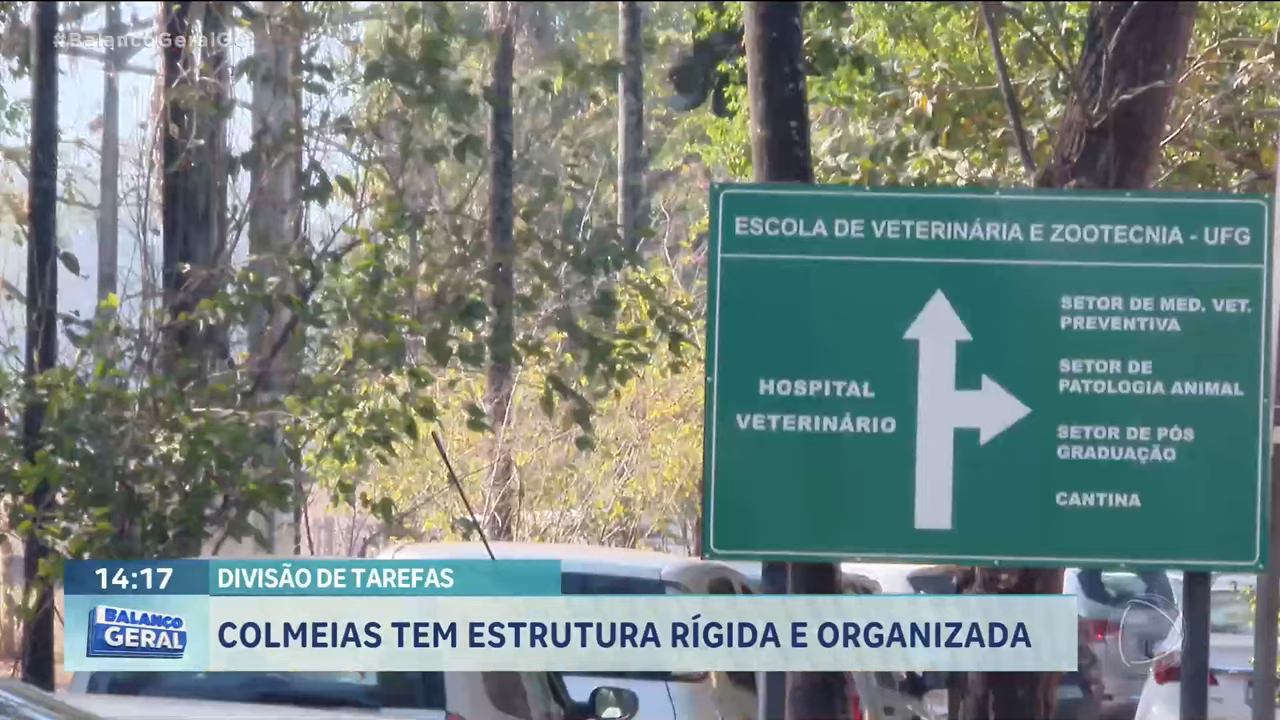 #BalançoGeralGO
ESCOLA DE VETERINÁRIA E ZOOTECNIA - UFG
HOSPITAL
VETERINÁRIO
SETOR DE MED. VET.
PREVENTIVA
SETOR DE
PATOLOGIA ANIMAL
SETOR DE PÓS
GRADUAÇÃO
CANTINA
14:17
DIVISÃO DE TAREFAS
BALANÇO
GERAL
COLMEIAS TEM ESTRUTURA RÍGIDA E ORGANIZADA